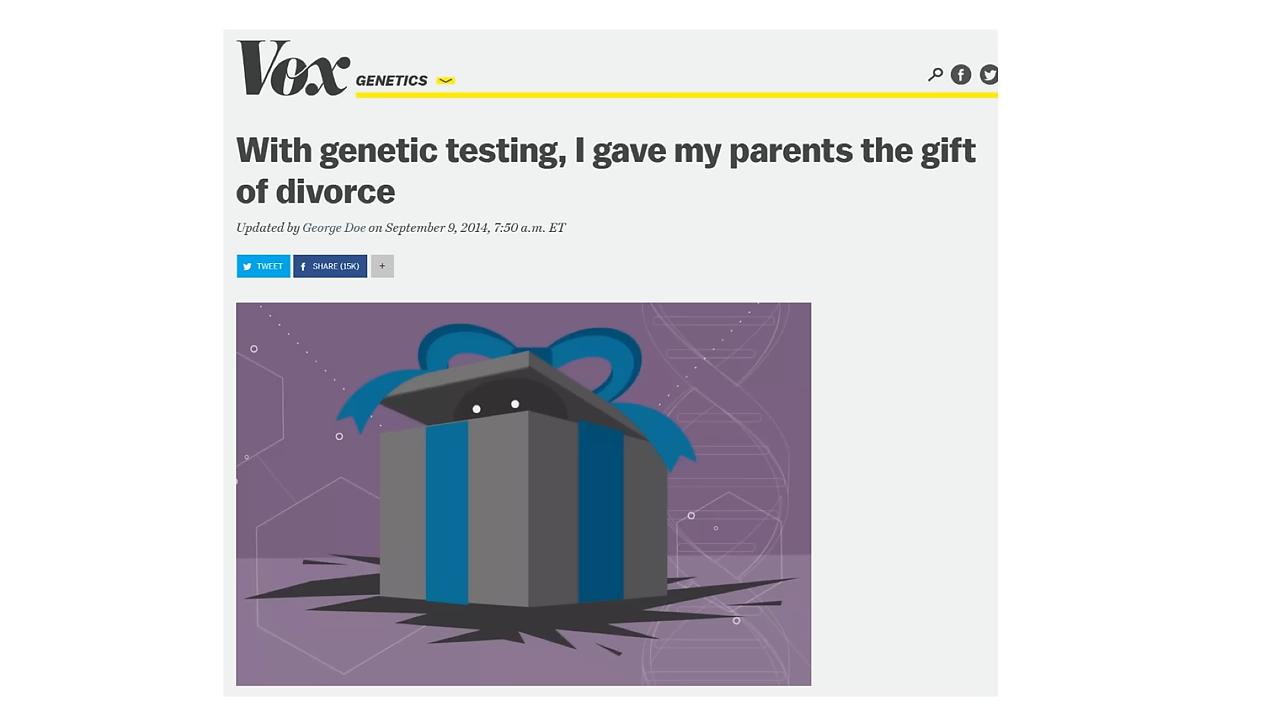 Vox GENETICS
With genetic testing, I gave my parents the gift
of divorce
Updated by George Doe on September 9, 2014, 7:50 a.m. ET
TWEET SHARE (15K) +